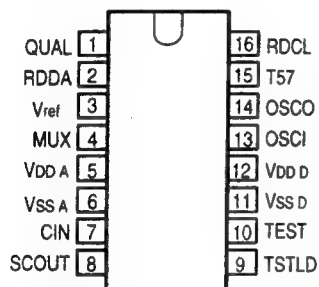 QUAL 1 16 RDCL
RDDA 2 15 T57
Vref 3 14 OSCO
MUX 4 13 OSCI
VDD A 5 12 VDD D
VSS A 6 11 VSS D
CIN 7 10 TEST
SCOUT 8 9 TSTLD